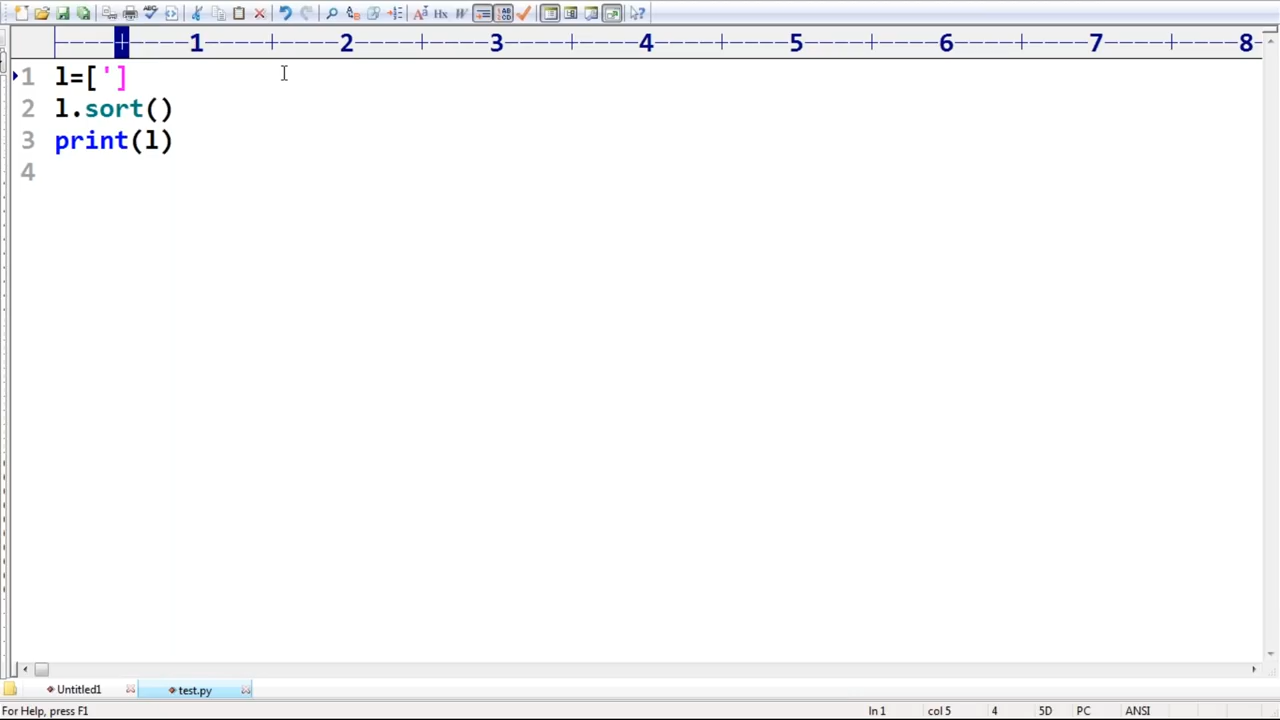 1 2 3 4 5 6 7 8
1 l=[']
2 l.sort()
3 print(l)
4
Untitled1 test.py
For Help, press F1 ln 1 col 5 4 5D PC ANSI